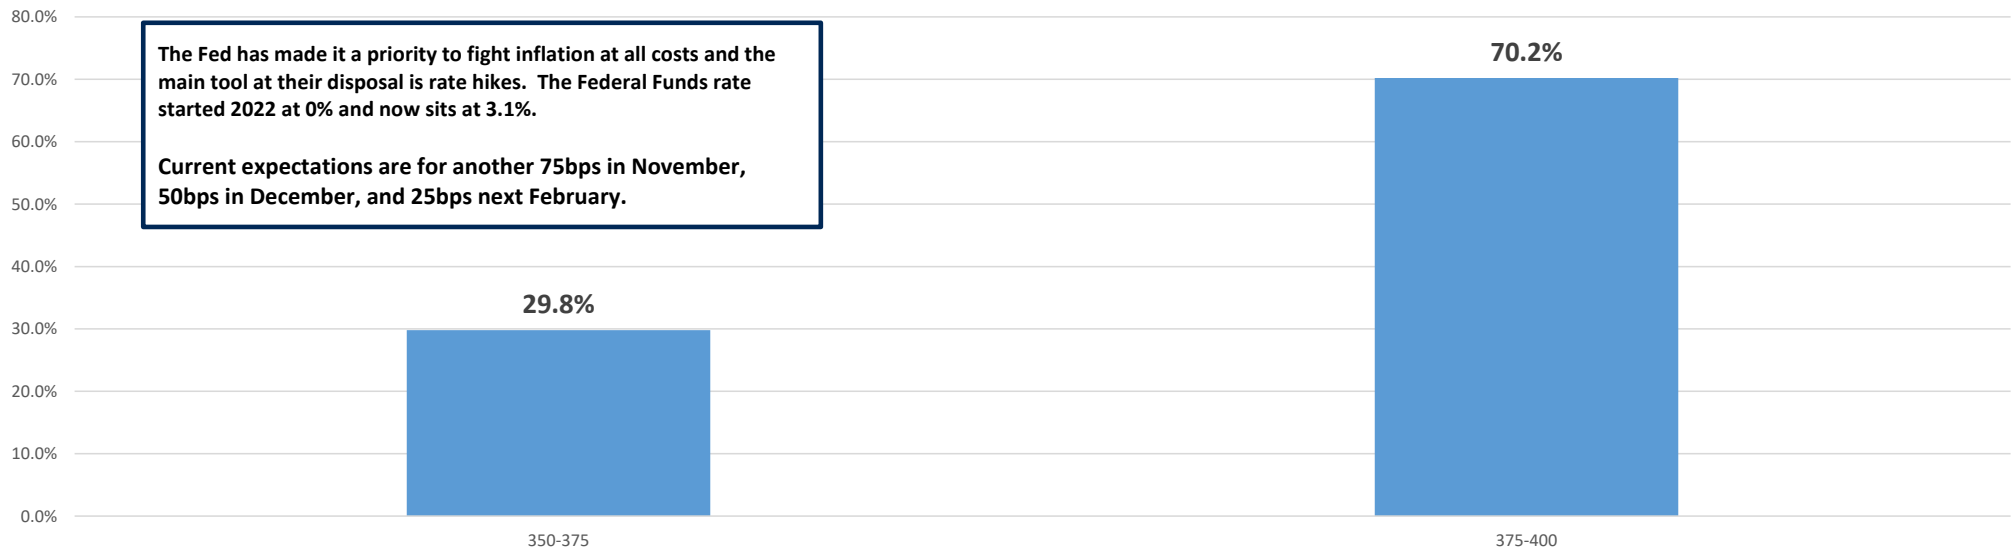 80.0%
The Fed has made it a priority to fight inflation at all costs and the
main tool at their disposal is rate hikes.  The Federal Funds rate
started 2022 at 0% and now sits at 3.1%.
Current expectations are for another 75bps in November,
50bps in December, and 25bps next February.
70.2%
70.0%
60.0%
50.0%
40.0%
29.8%
30.0%
20.0%
10.0%
0.0%
350-375
375-400